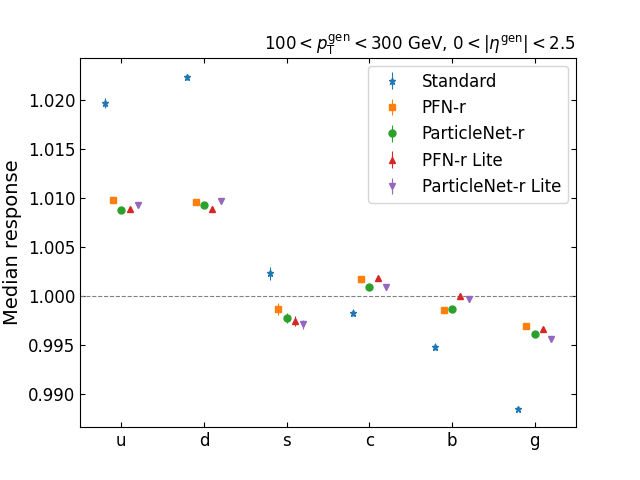 100 < p_T^gen < 300 GeV, 0 < |η^gen| < 2.5
Standard
PFN-r
ParticleNet-r
PFN-r Lite
ParticleNet-r Lite
Median response
1.020
1.015
1.010
1.005
1.000
0.995
0.990
u d s c b g